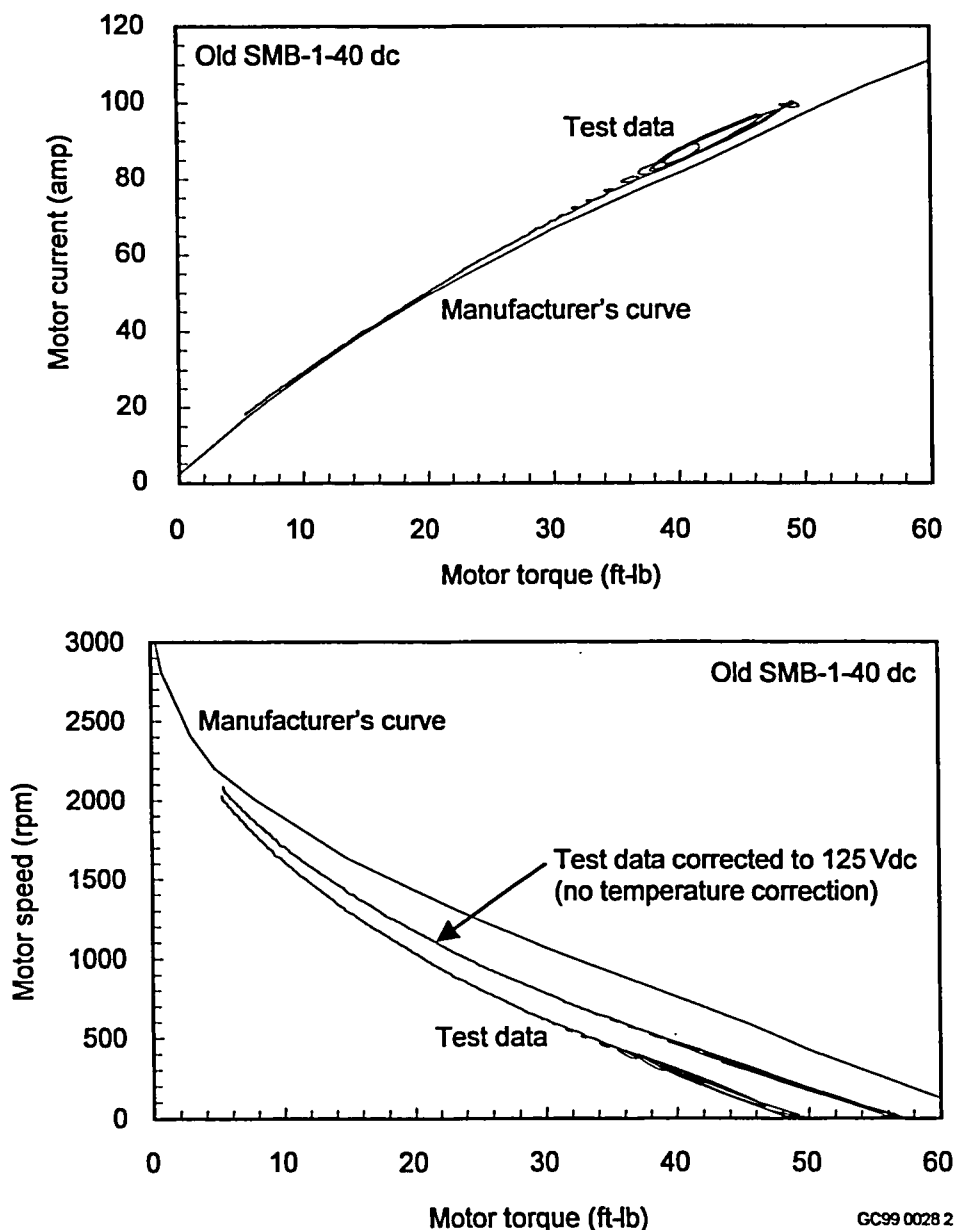 120
100
80
60
40
20
0
Motor current (amp)
Old SMB-1-40 dc
Test data
Manufacturer's curve
0 10 20 30 40 50 60
Motor torque (ft-lb)
3000
2500
2000
1500
1000
500
0
Motor speed (rpm)
Old SMB-1-40 dc
Manufacturer's curve
Test data corrected to 125 Vdc
(no temperature correction)
Test data
0 10 20 30 40 50 60
Motor torque (ft-lb)
GC99 0028 2